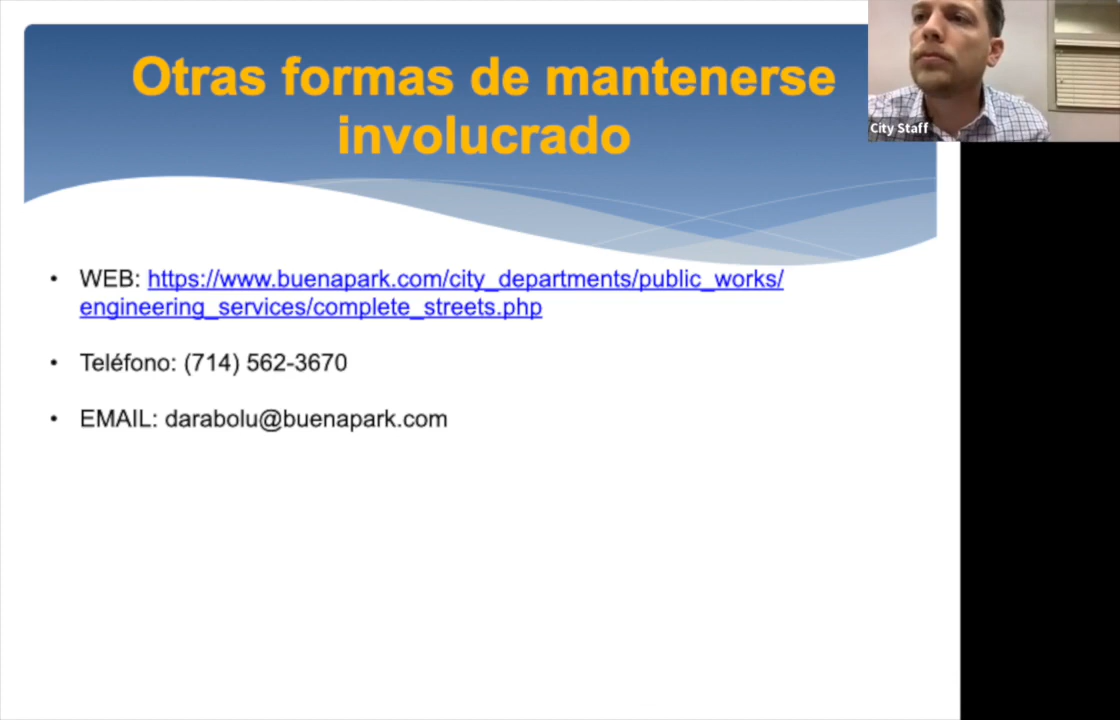 Otras formas de mantenerse
involucrado
City Staff
• WEB: https://www.buenapark.com/city_departments/public_works/
engineering_services/complete_streets.php
• Teléfono: (714) 562-3670
• EMAIL: darabolu@buenapark.com